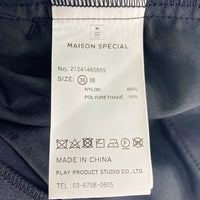 M
MAISON SPECIAL
No. 21241465809
SIZE: 36 38
NYLON 86%
POLYURETHANE 14%
MADE IN CHINA
PLAY PRODUCT STUDIO CO.,LTD.
TEL: 03-6758-0605